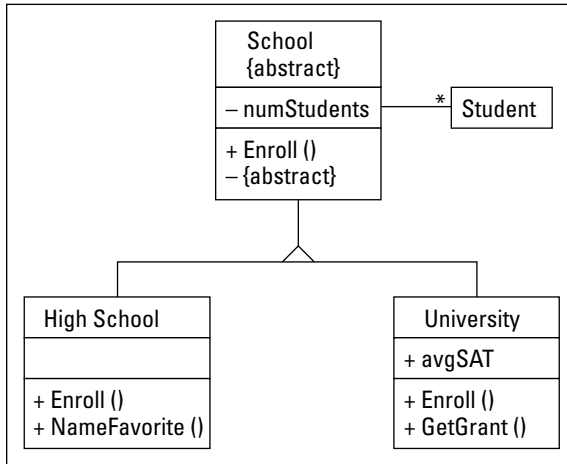 School
{abstract}
– numStudents
*
Student
+ Enroll ()
– {abstract}
High School
+ Enroll ()
+ NameFavorite ()
University
+ avgSAT
+ Enroll ()
+ GetGrant ()